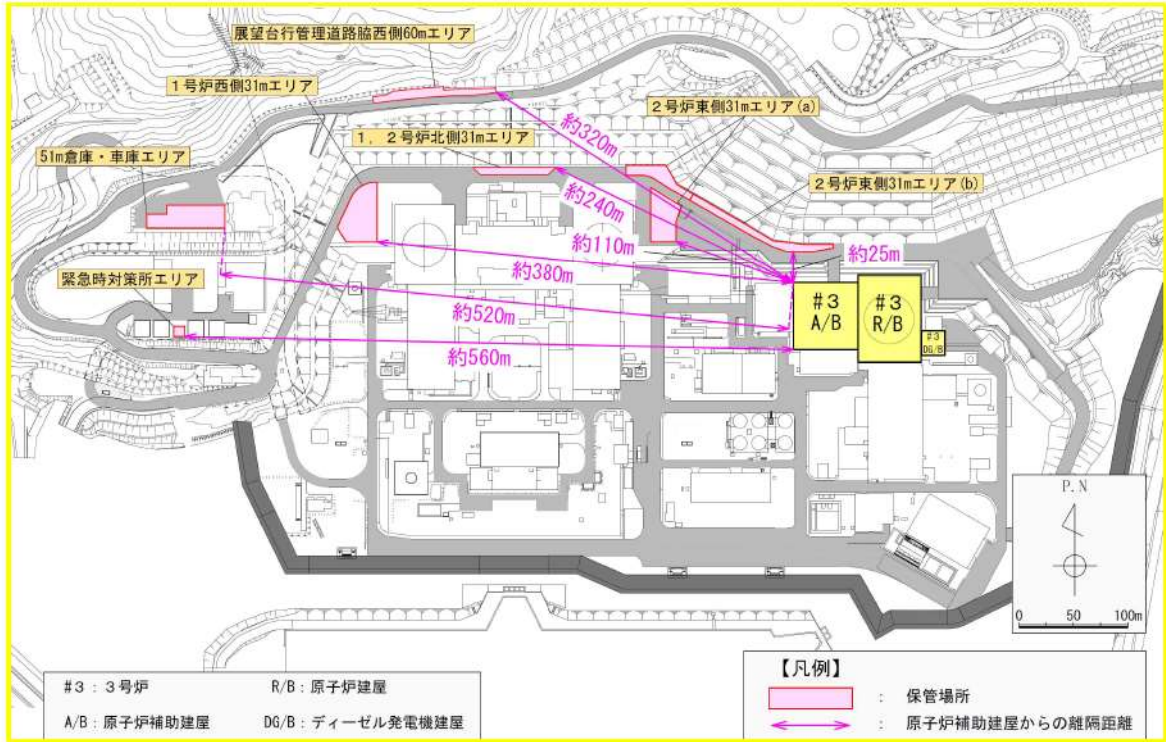 展望台行管理道路脇西側60mエリア
1号炉西側31mエリア
2号炉東側31mエリア(a)
1，2号炉北側31mエリア
51m倉庫・車庫エリア
2号炉東側31mエリア(b)
緊急時対策所エリア
約320m
約240m
約110m
約25m
約380m
約520m
約560m
#3
A/B
#3
R/B
#3
DG/B
P.N
0 50 100m
#3：3号炉 R/B：原子炉建屋
A/B：原子炉補助建屋 DG/B：ディーゼル発電機建屋
【凡例】
： 保管場所
： 原子炉補助建屋からの離隔距離